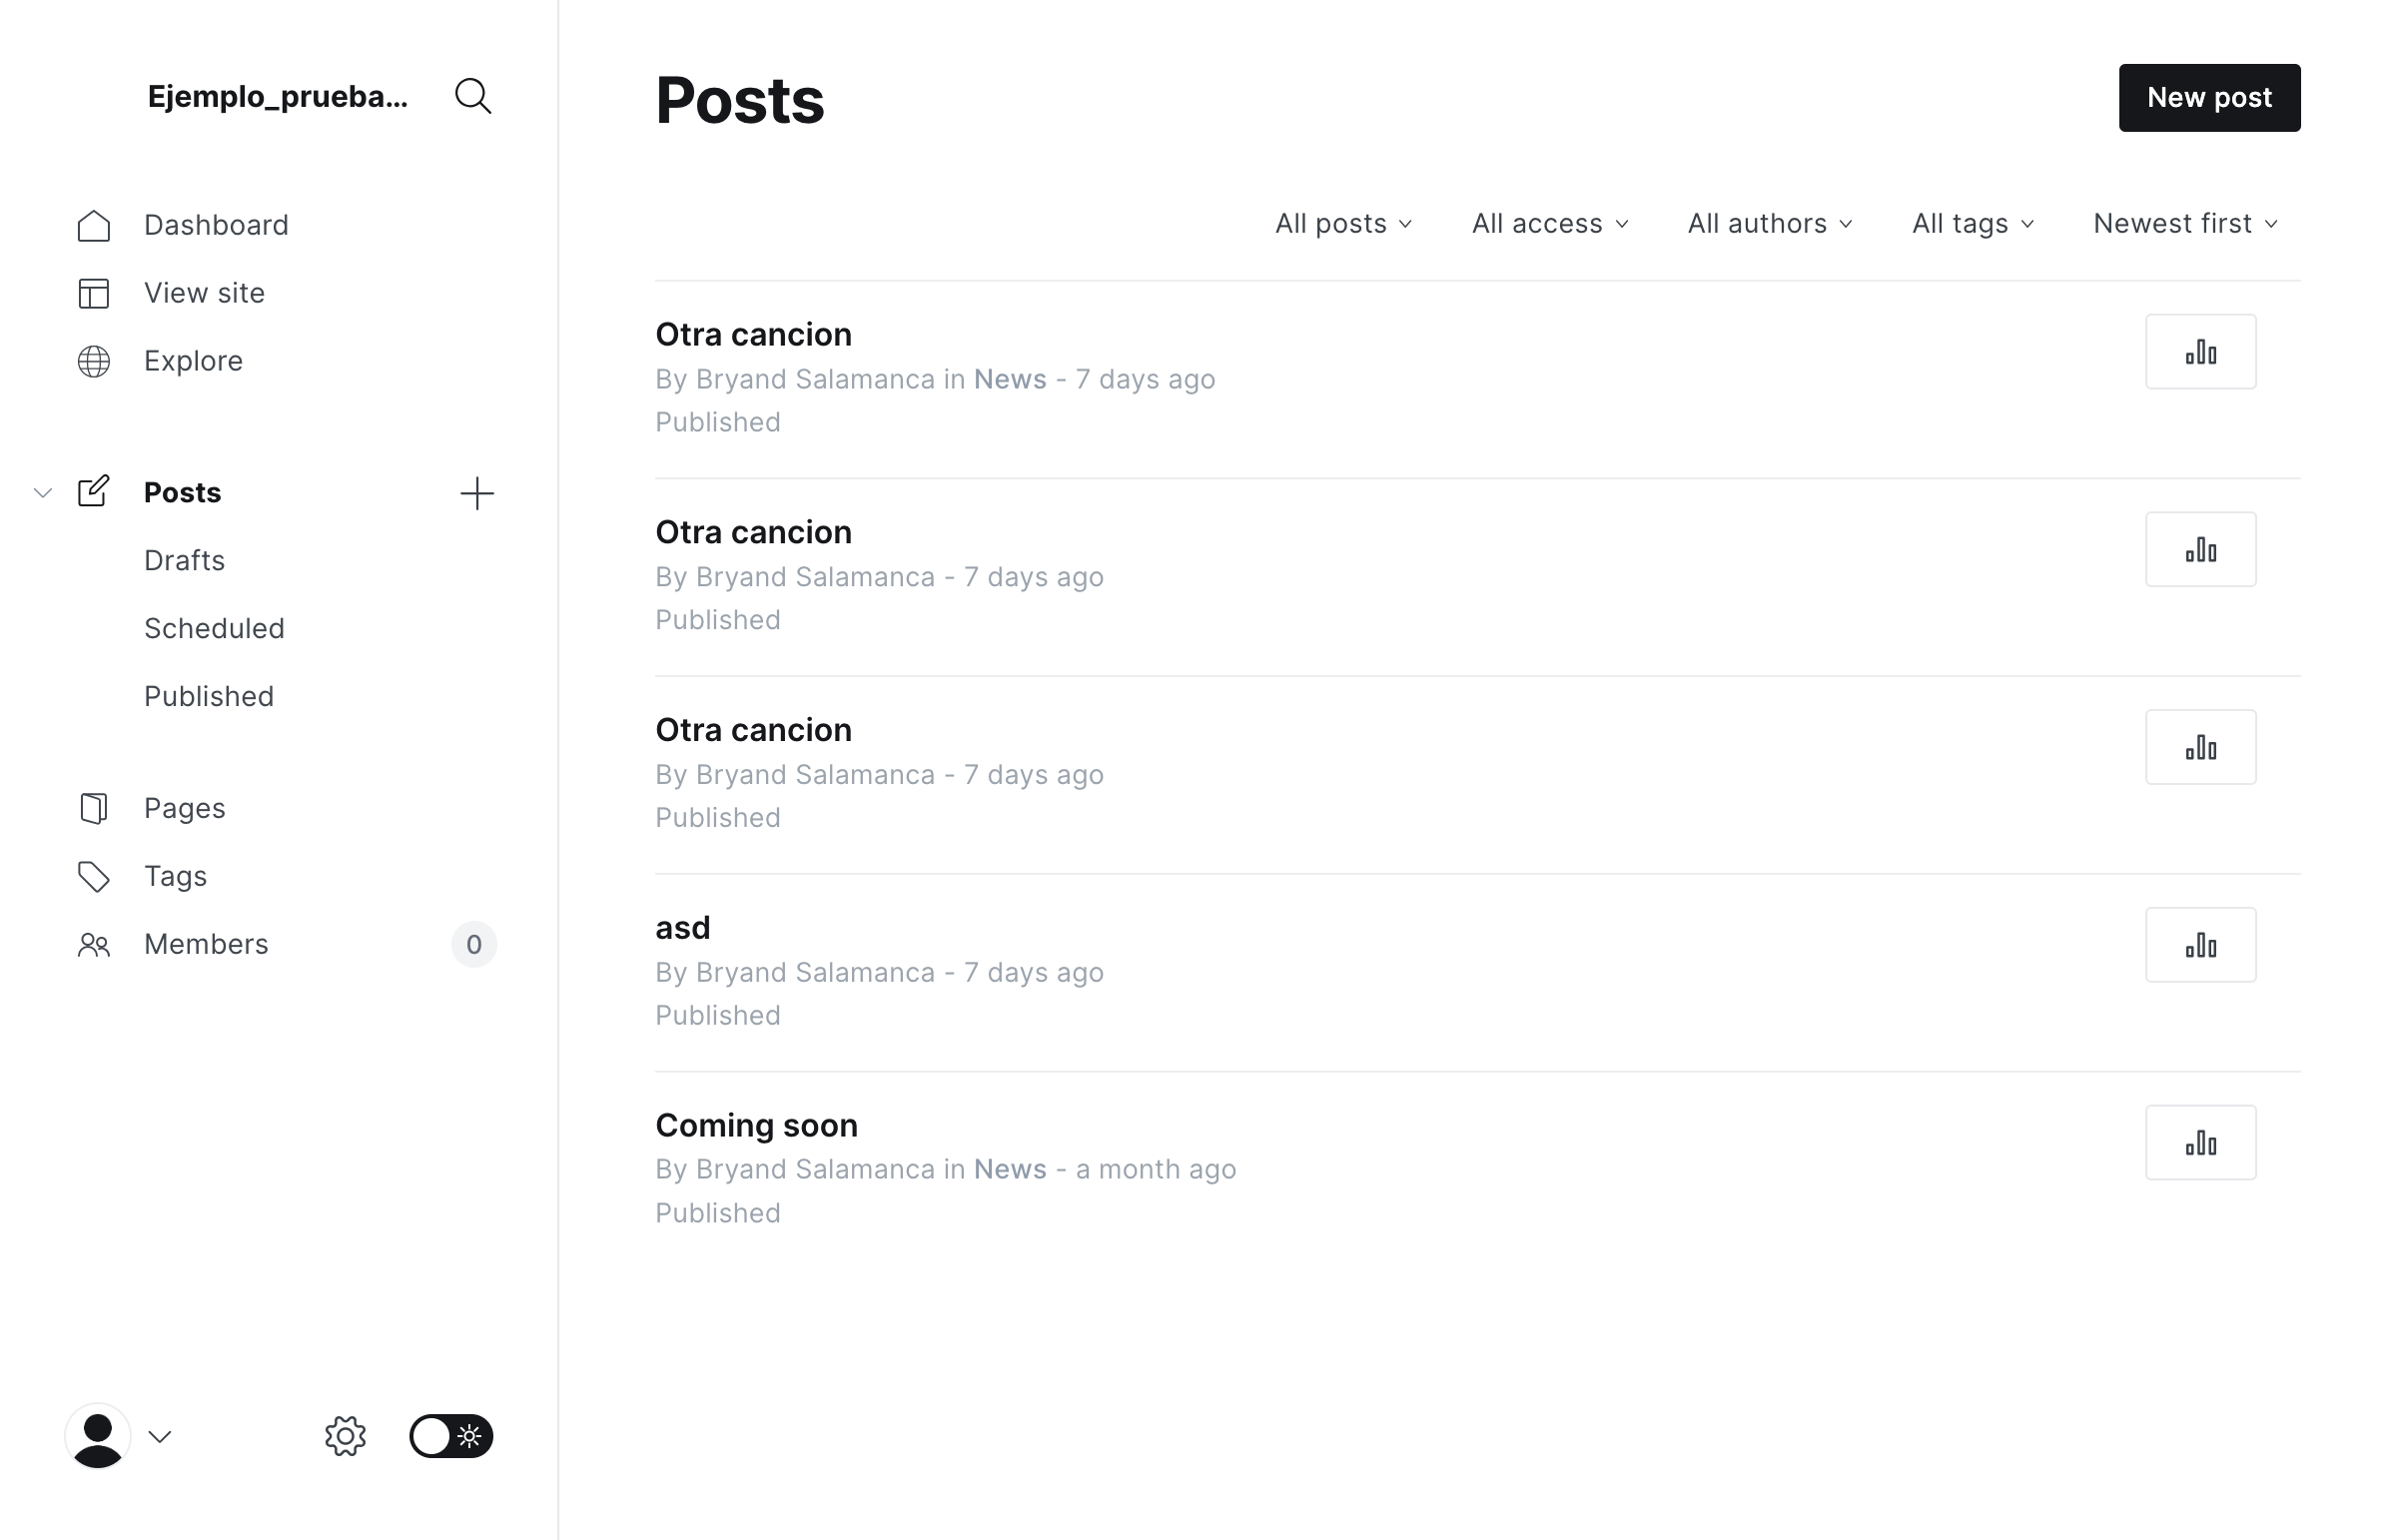 Ejemplo_prueba...
Dashboard
View site
Explore
Posts
Drafts
Scheduled
Published
Pages
Tags
Members 0
Posts
New post
All posts All access All authors All tags Newest first
Otra cancion
By Bryand Salamanca in News - 7 days ago
Published
Otra cancion
By Bryand Salamanca - 7 days ago
Published
Otra cancion
By Bryand Salamanca - 7 days ago
Published
asd
By Bryand Salamanca - 7 days ago
Published
Coming soon
By Bryand Salamanca in News - a month ago
Published